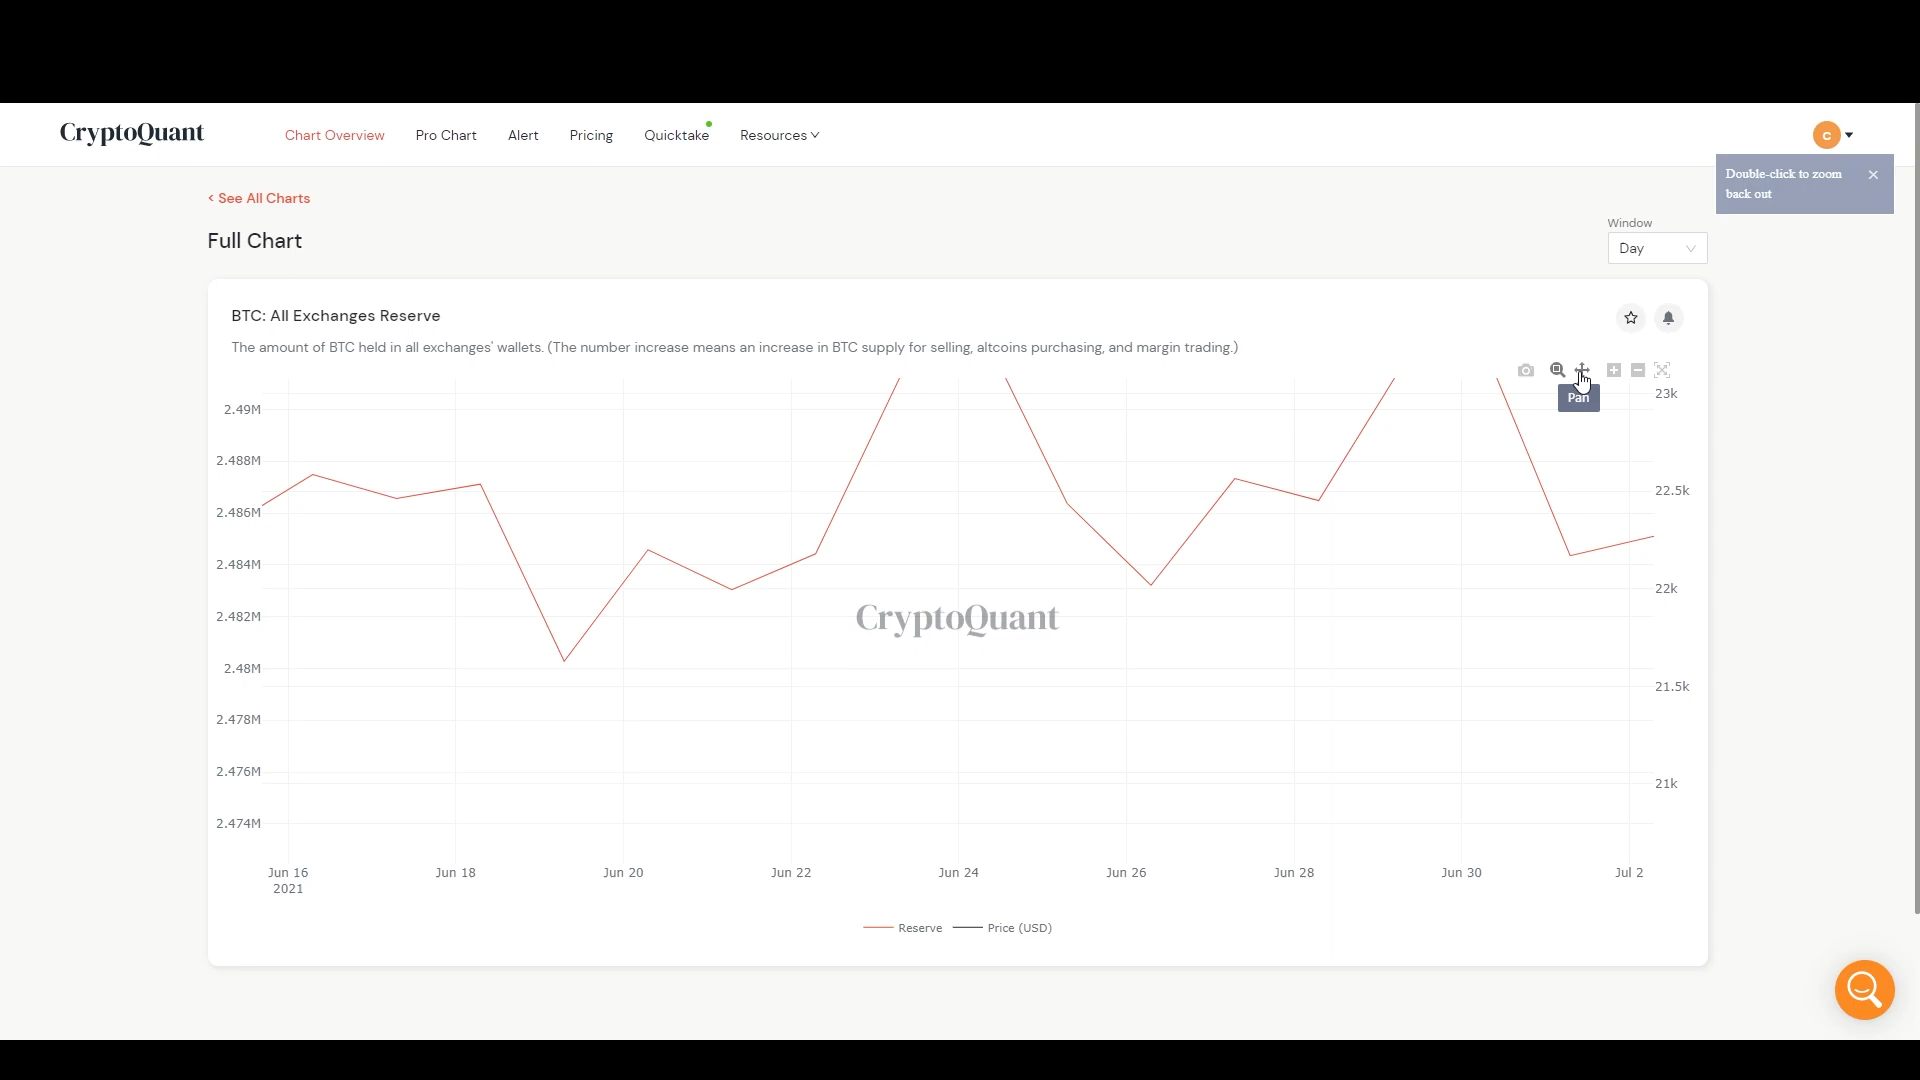 CryptoQuant
Chart Overview
Pro Chart
Alert
Pricing
Quicktake
Resources
C
Double-click to zoom
back out
< See All Charts
Window
Full Chart
Day
BTC: All Exchanges Reserve
The amount of BTC held in all exchanges' wallets. (The number increase means an increase in BTC supply for selling, altcoins purchasing, and margin trading.)
Pan
2.49M
2.488M
2.486M
2.484M
2.482M
2.48M
2.478M
2.476M
2.474M
23k
22.5k
22k
21.5k
21k
CryptoQuant
Jun 16
2021
Jun 18
Jun 20
Jun 22
Jun 24
Jun 26
Jun 28
Jun 30
Jul 2
Reserve
Price (USD)